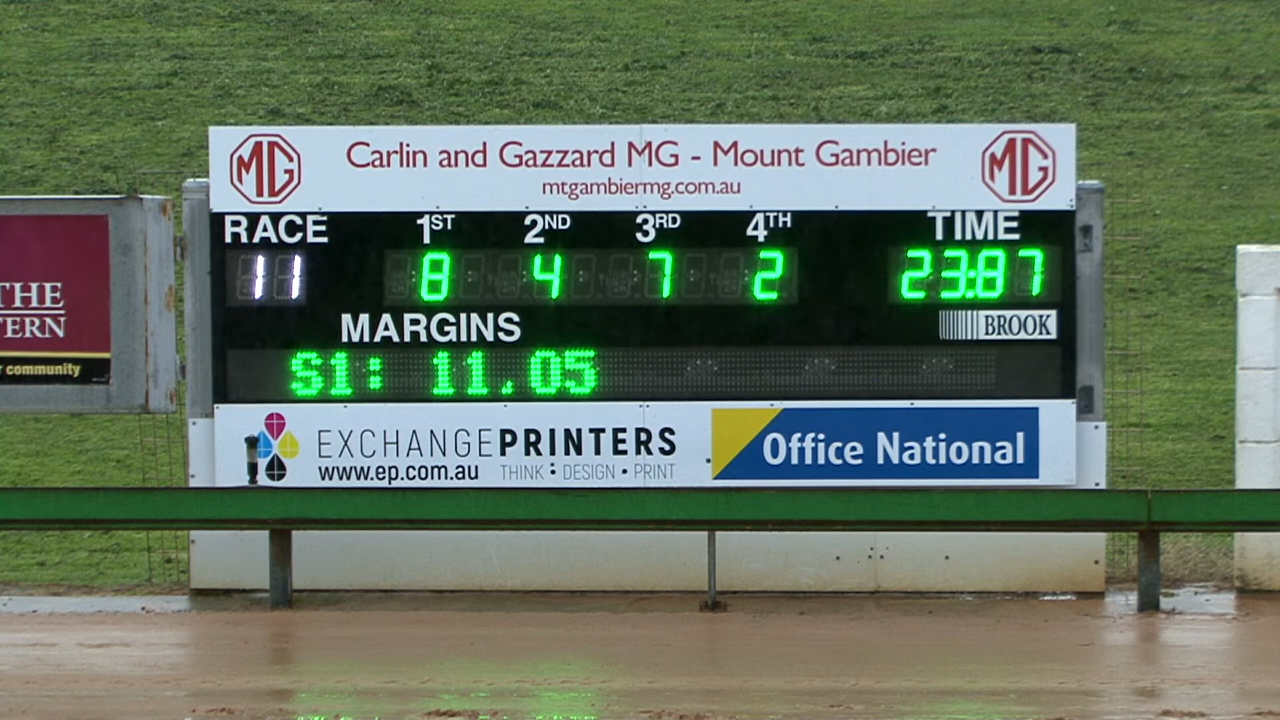 MG Carlin and Gazzard MG - Mount Gambier MG
mtgambiermg.com.au
RACE 1ST 2ND 3RD 4TH TIME
11 8 4 7 2 23:87
MARGINS BROOK
S1: 11.05
THE
TERN
r community
EXCHANGEPRINTERS
www.ep.com.au THINK : DESIGN • PRINT
Office National